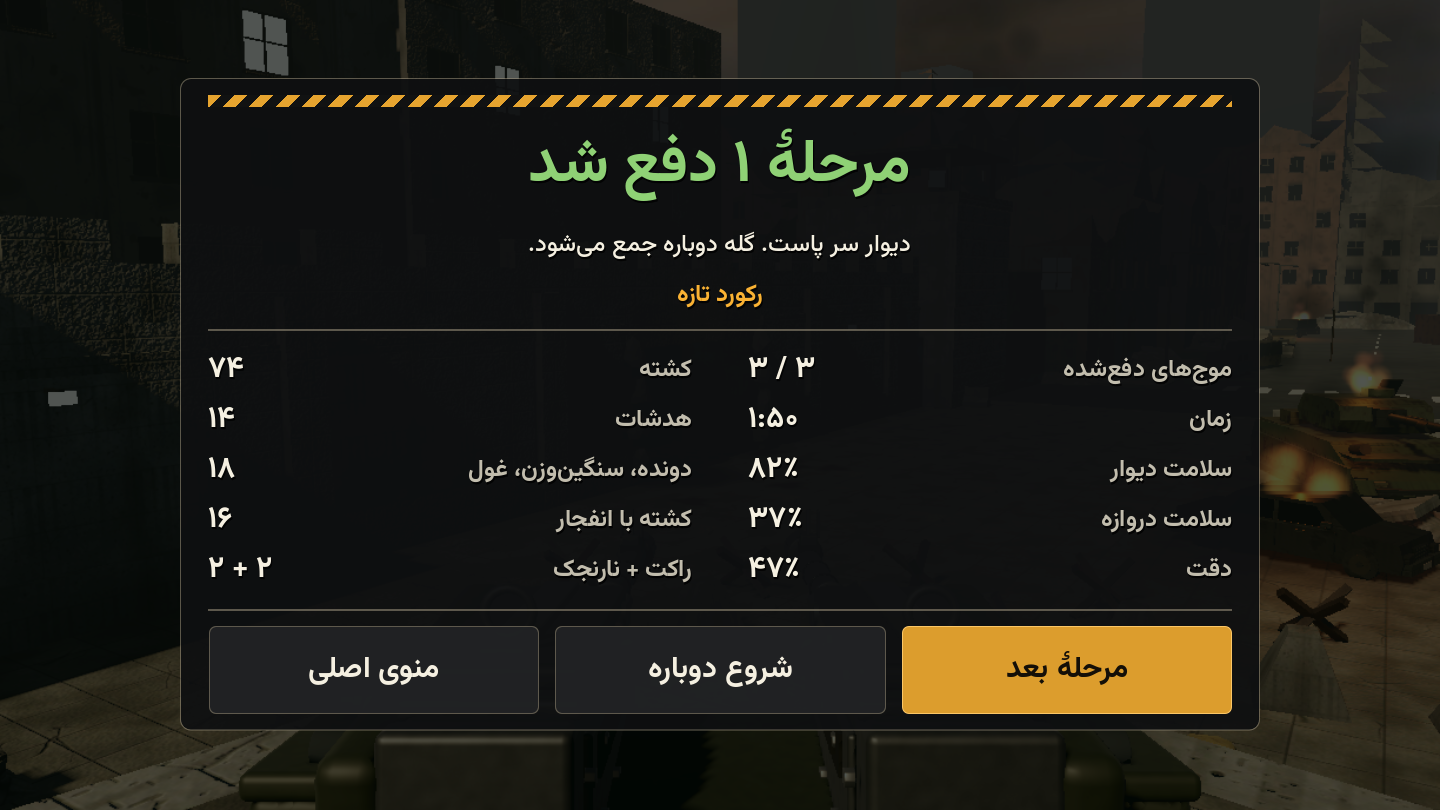 مرحلهٔ ۱ دفع شد
دیوار سر پاست. گله دوباره جمع می‌شود.
رکورد تازه
موج‌های دفع‌شده ۳ / ۳
زمان ۱:۵۰
سلامت دیوار ۸۲٪
سلامت دروازه ۳۷٪
دقت ۴۷٪
کشته ۷۴
هدشات ۱۴
دونده، سنگین‌وزن، غول ۱۸
کشته با انفجار ۱۶
راکت + نارنجک ۲ + ۲
مرحلهٔ بعد
شروع دوباره
منوی اصلی